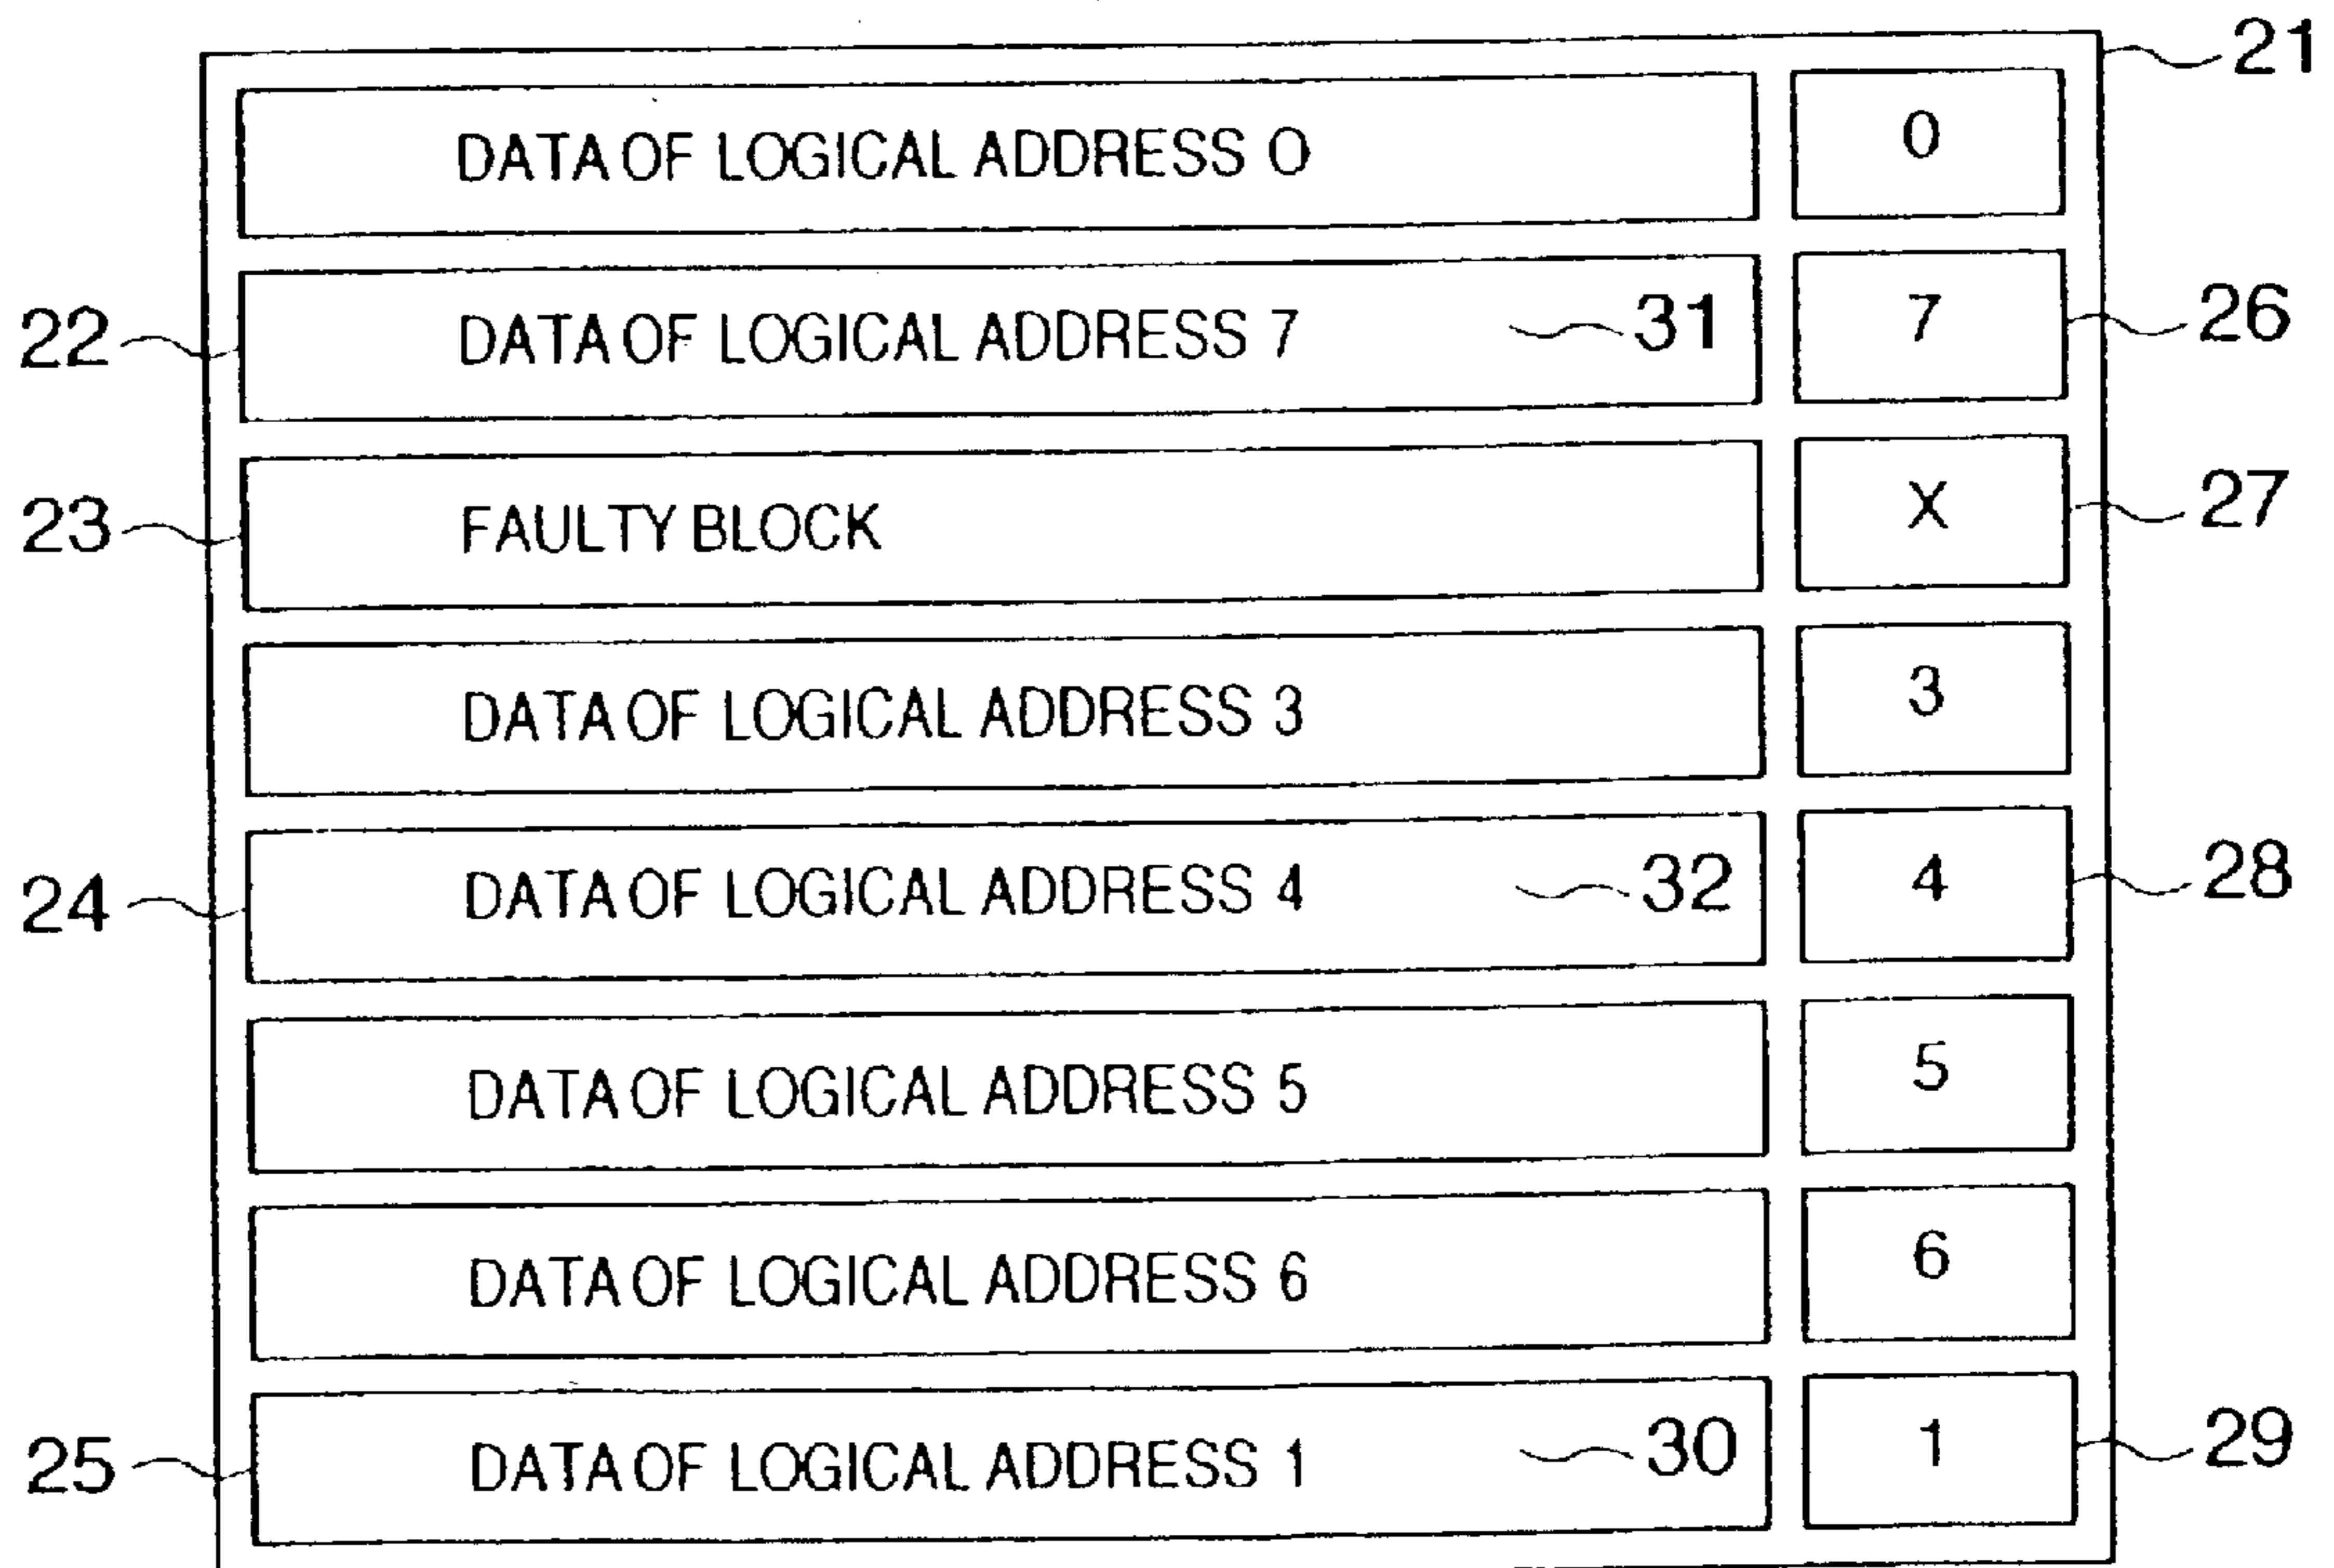 21
DATA OF LOGICAL ADDRESS 0 0
22 DATA OF LOGICAL ADDRESS 7 31 7 26
23 FAULTY BLOCK X 27
DATA OF LOGICAL ADDRESS 3 3
24 DATA OF LOGICAL ADDRESS 4 32 4 28
DATA OF LOGICAL ADDRESS 5 5
DATA OF LOGICAL ADDRESS 6 6
25 DATA OF LOGICAL ADDRESS 1 30 1 29